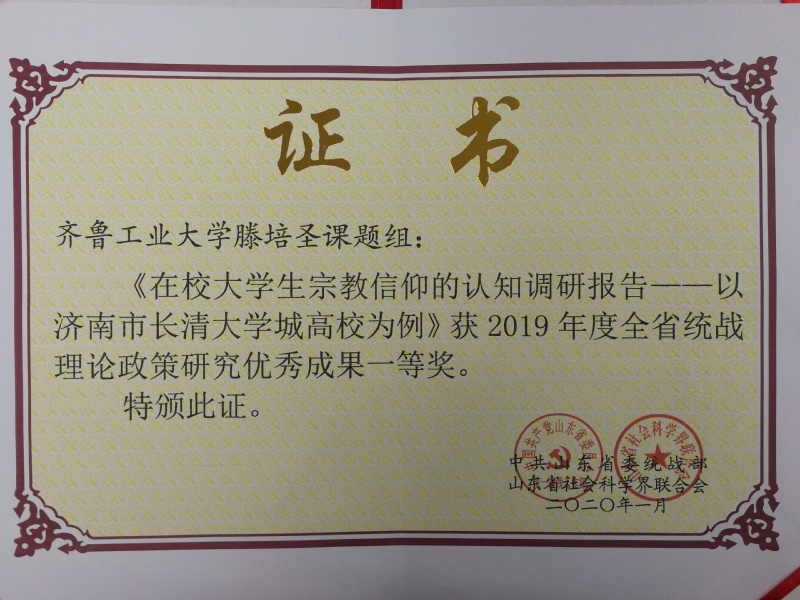 证书
齐鲁工业大学滕培圣课题组：
《在校大学生宗教信仰的认知调研报告——以
济南市长清大学城高校为例》获 2019 年度全省统战
理论政策研究优秀成果一等奖。
特颁此证。
中共山东省委统战部
山东省社会科学界联合会
二〇二〇年一月